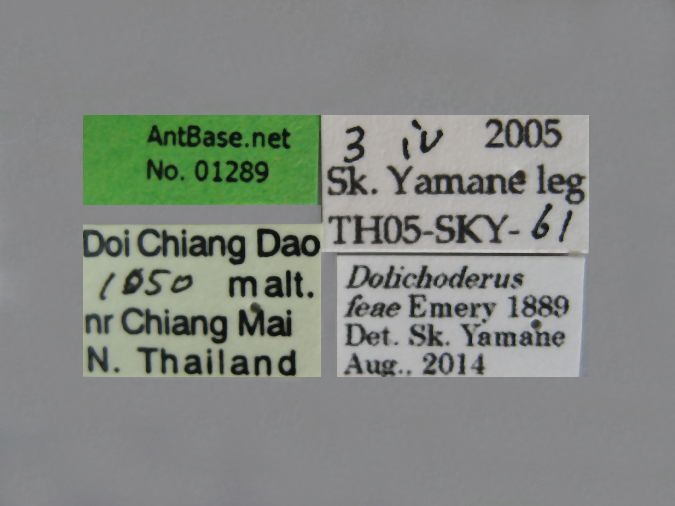 AntBase.net
No. 01289
3 iv 2005
Sk. Yamane leg
TH05-SKY-61
Doi Chiang Dao
1050 m alt.
nr Chiang Mai
N. Thailand
Dolichoderus
feae Emery 1889
Det. Sk. Yamane
Aug., 2014